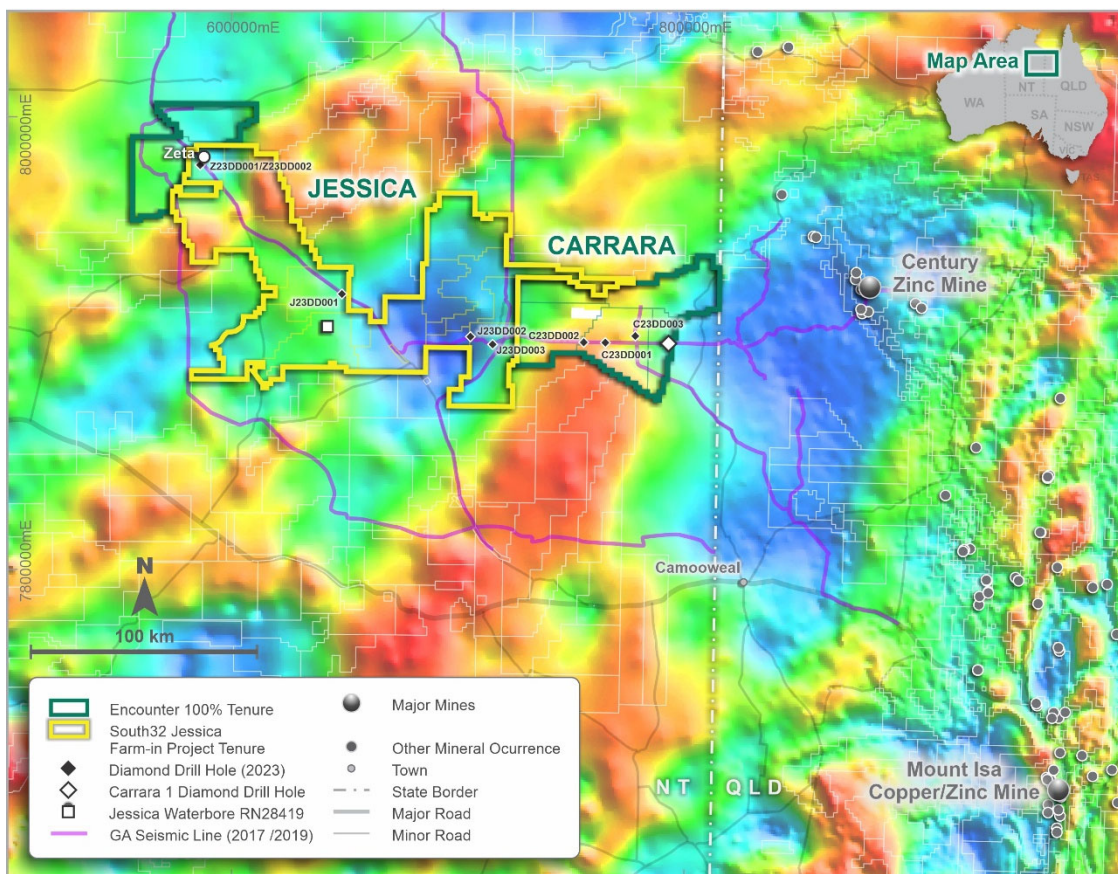 600000mE
800000mE
8000000mE
7800000mE
Map Area
WA
NT
QLD
SA
NSW
VIC
Zeta
Z23DD001/Z23DD002
JESSICA
CARRARA
Century
Zinc Mine
J23DD001
J23DD002
J23DD003
C23DD002
C23DD003
C23DD001
Camooweal
N
100 km
NT QLD
Mount Isa
Copper/Zinc Mine
Encounter 100% Tenure
South32 Jessica
Farm-in Project Tenure
Diamond Drill Hole (2023)
Carrara 1 Diamond Drill Hole
Jessica Waterbore RN28419
GA Seismic Line (2017 /2019)
Major Mines
Other Mineral Ocurrence
Town
State Border
Major Road
Minor Road